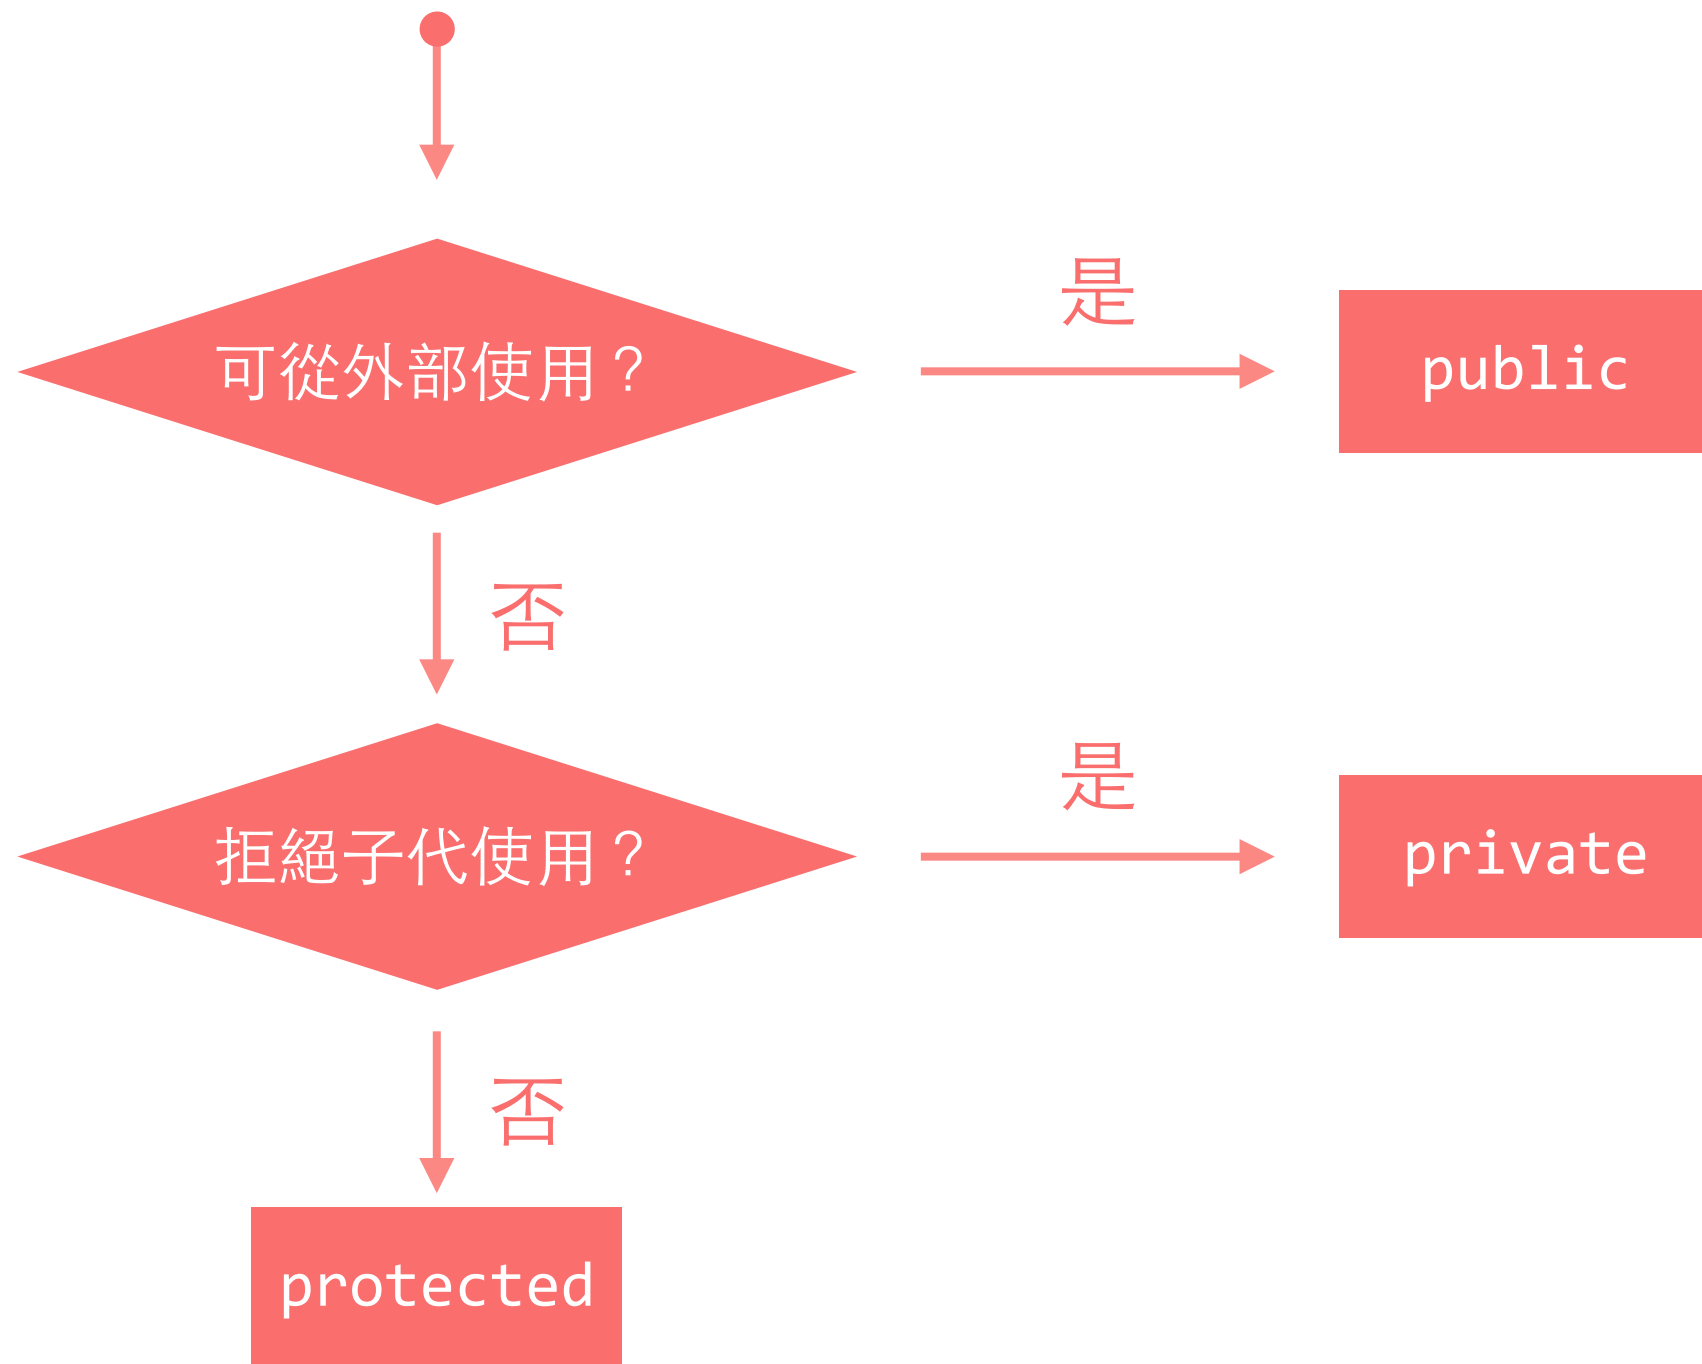 是
可從外部使用？
public
否
是
拒絕子代使用？
private
否
protected